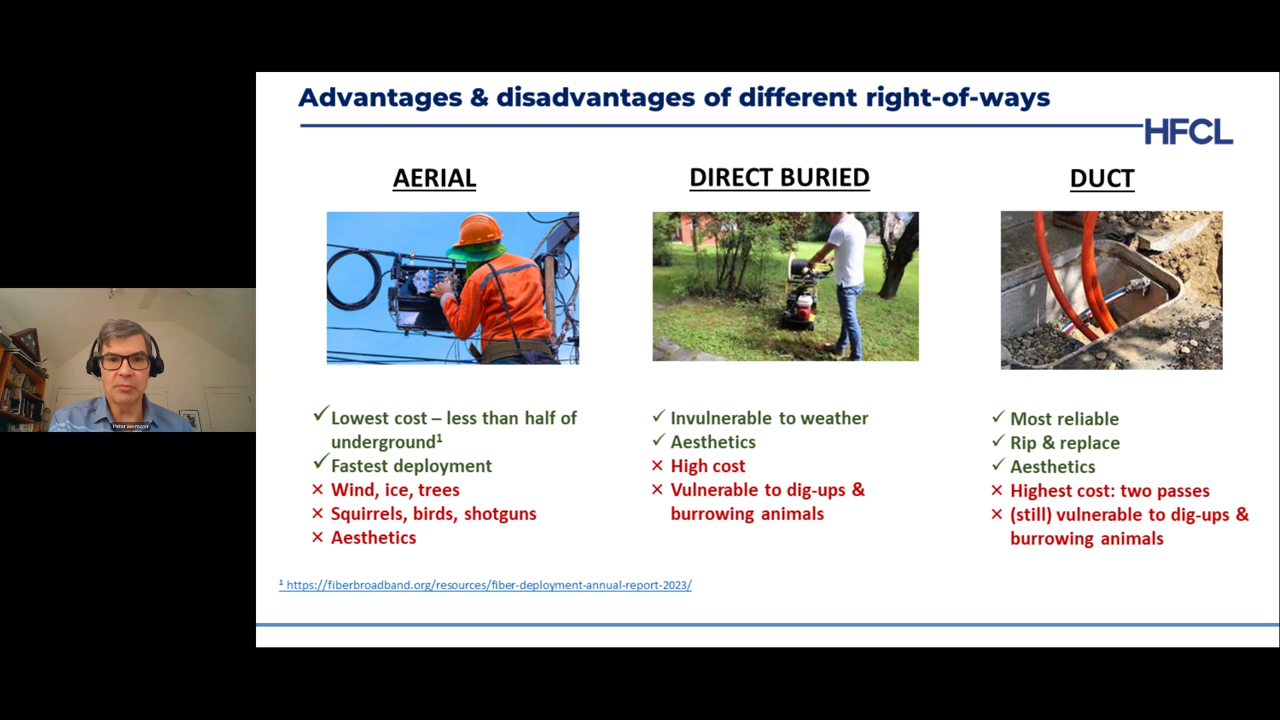 Advantages & disadvantages of different right-of-ways
HFCL
AERIAL
DIRECT BURIED
DUCT
✓Lowest cost – less than half of
underground¹
✓Fastest deployment
× Wind, ice, trees
× Squirrels, birds, shotguns
× Aesthetics
✓ Invulnerable to weather
✓ Aesthetics
× High cost
× Vulnerable to dig-ups &
burrowing animals
✓ Most reliable
✓ Rip & replace
✓ Aesthetics
× Highest cost: two passes
× (still) vulnerable to dig-ups &
burrowing animals
¹ https://fiberbroadband.org/resources/fiber-deployment-annual-report-2023/